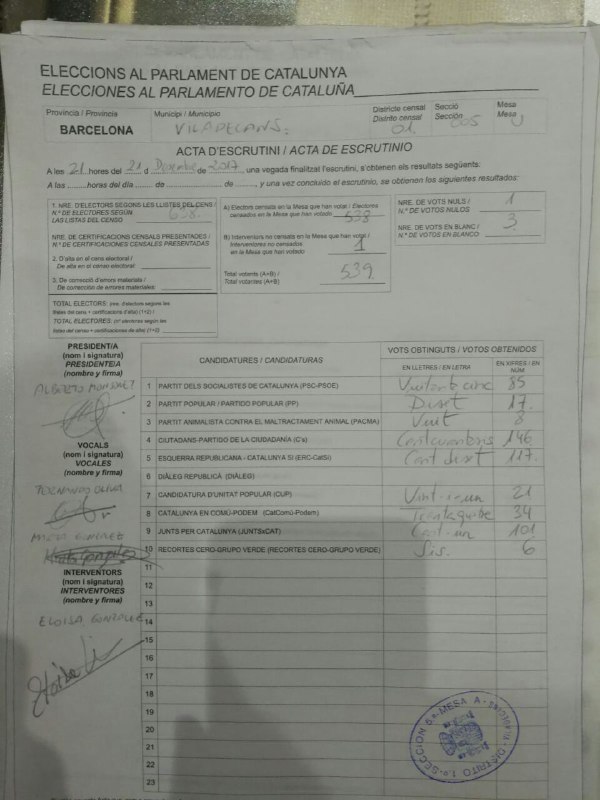 ELECCIONS AL PARLAMENT DE CATALUNYA
ELECCIONES AL PARLAMENTO DE CATALUÑA
Provincia / Provincia
BARCELONA
Municipi / Municipio
VILADECANS.
Districte censal
Distrito censal
01.
Secció
Sección
005
Mesa
Mesa
U
ACTA D'ESCRUTINI / ACTA DE ESCRUTINIO
A les 21 hores del 21 d Desembre de 2017, una vegada finalitzat l'escrutini, s'obtenen els resultats següents:
A las horas del día de de y una vez concluido el escrutinio, se obtienen los siguientes resultados:
1. NRE. D'ELECTORS SEGONS LES LLISTES DEL CENS /
N.º DE ELECTORES SEGÚN
LAS LISTAS DEL CENSO
638.
NRE. DE CERTIFICACIONS CENSALS PRESENTADES /
N.º DE CERTIFICACIONES CENSALES PRESENTADAS
2. D'alta en el cens electoral /
De alta en el censo electoral:
3. De correcció d'errors materials /
De corrección de errores materiales:
TOTAL ELECTORS: (nre. d'electors segons les
llistes del cens + certificacions d'alta) (1+2) /
TOTAL ELECTORES: (nº electores según las
listas del censo + certificaciones de alta) (1+2)
A) Electors censats en la Mesa que han votat / Electores
censados en la Mesa que han votado
538
B) Interventors no censats en la Mesa que han votat /
Interventores no censados
en la Mesa que han votado
1
Total votants (A+B) /
Total votantes (A+B)
539
NRE. DE VOTS NULS /
N.º DE VOTOS NULOS
1
NRE. DE VOTS EN BLANC /
N.º DE VOTOS EN BLANCO
3
PRESIDENT/A
(nom i signatura)
PRESIDENTE/A
(nombre y firma)
ALBERTO
VOCALS
(nom i signatura)
VOCALES
(nombre y firma)
MARTA GONZALEZ
INTERVENTORS
(nom i signatura)
INTERVENTORES
(nombre y firma)
ELOISA GONZALEZ
CANDIDATURES / CANDIDATURAS
VOTS OBTINGUTS / VOTOS OBTENIDOS
EN LLETRES / EN LETRA
EN XIFRES / EN NÚM.
1 PARTIT DELS SOCIALISTES DE CATALUNYA (PSC-PSOE) Vuitanta cinc 85
2 PARTIT POPULAR / PARTIDO POPULAR (PP) Disset 17.
3 PARTIT ANIMALISTA CONTRA EL MALTRACTAMENT ANIMAL (PACMA) Vuit 8
4 CIUTADANS-PARTIDO DE LA CIUDADANÍA (C's) 146
5 ESQUERRA REPUBLICANA - CATALUNYA SÍ (ERC-CatSí) Cent disset 117.
6 DIÀLEG REPUBLICÀ (DIÀLEG)
7 CANDIDATURA D'UNITAT POPULAR (CUP) Vint-i-un 21
8 CATALUNYA EN COMÚ-PODEM (CatComú-Podem) Trentaquatre 34
9 JUNTS PER CATALUNYA (JUNTSxCAT) Cent-un 101
10 RECORTES CERO-GRUPO VERDE (RECORTES CERO-GRUPO VERDE) Sis. 6
11
12
13
14
15
16
17
18
19
20
21
22
23
DISTRITO 1.º-SECCION 5.ª-MESA A - VILADECANS